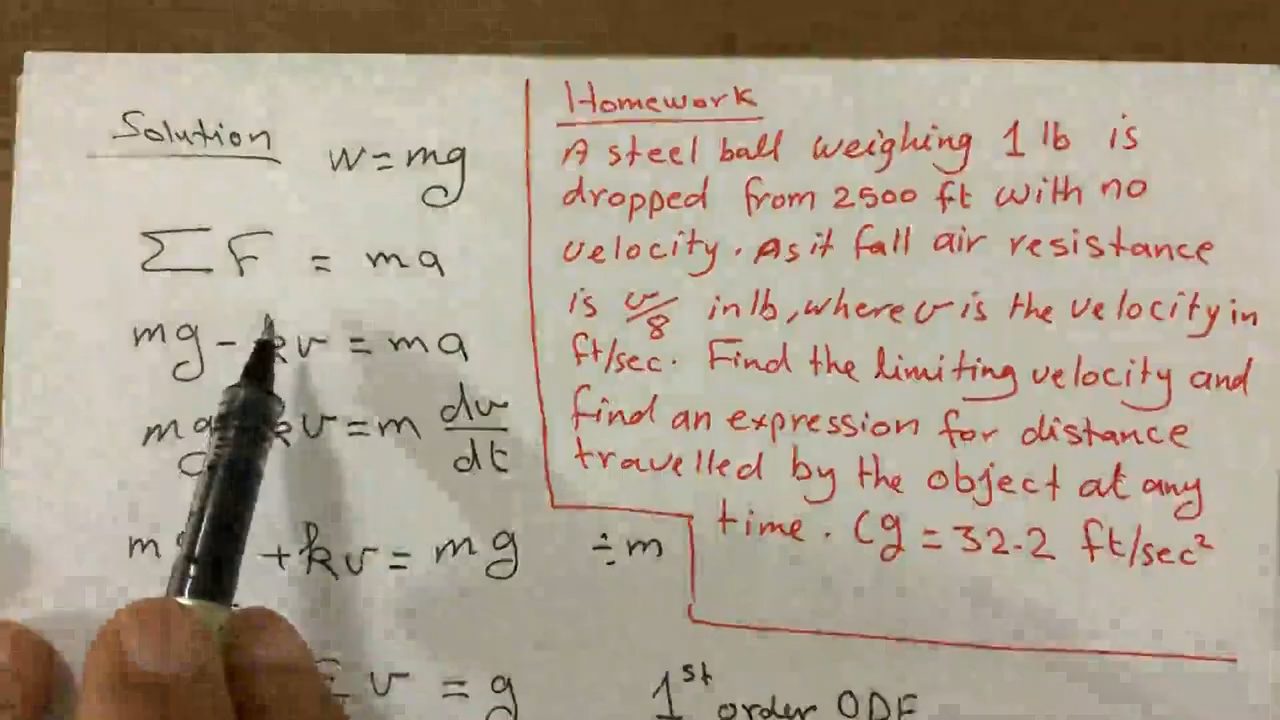 Solution
w=mg
ΣF = ma
mg - kv = ma
mg kv = m dv/dt
m +kv = mg ÷m
v = g 1st order ODE
Homework
A steel ball weighing 1 lb is
dropped from 2500 ft with no
velocity. As it fall air resistance
is v/8 in lb, where v is the velocity in
ft/sec. Find the limiting velocity and
find an expression for distance
travelled by the object at any
time. (g = 32.2 ft/sec²